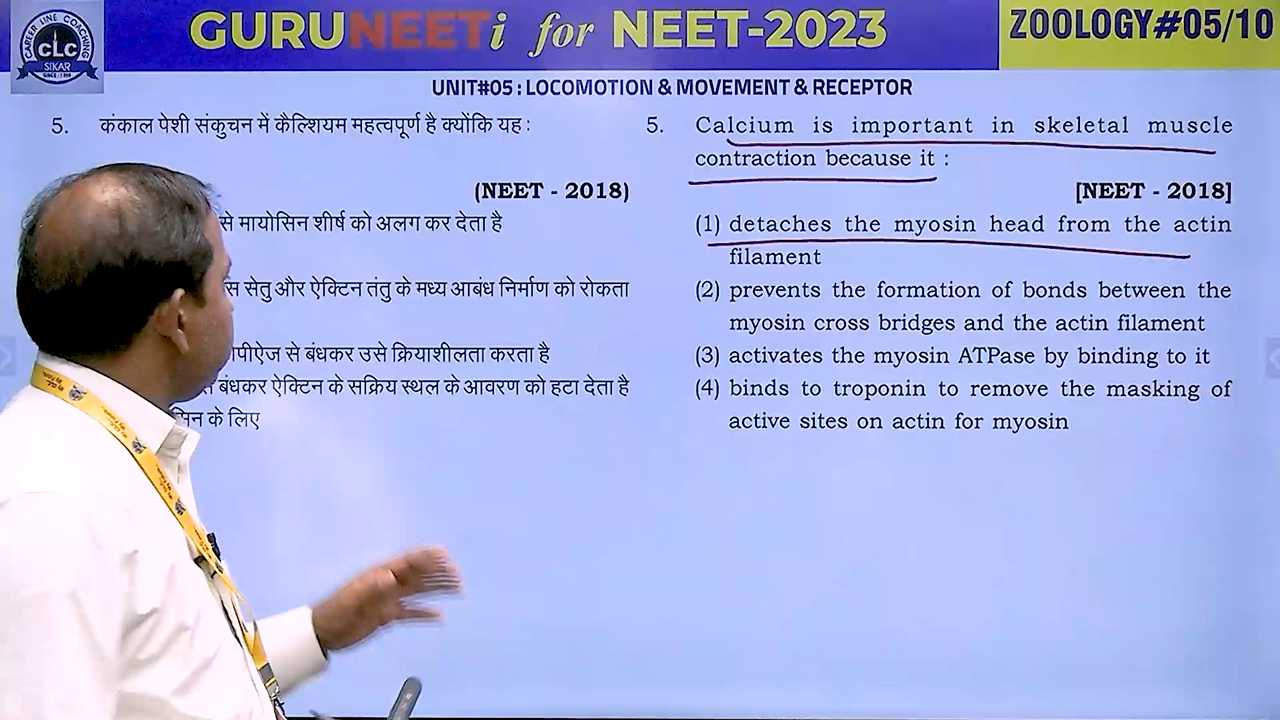 CAREER LINE COACHING
CLC
SIKAR
SINCE : 1996
GURUNEETi for NEET-2023
ZOOLOGY#05/10
UNIT#05 : LOCOMOTION & MOVEMENT & RECEPTOR
5. कंकाल पेशी संकुचन में कैल्शियम महत्वपूर्ण है क्योंकि यह :
(NEET - 2018)
से मायोसिन शीर्ष को अलग कर देता है
सेतु और ऐक्टिन तंतु के मध्य आबंध निर्माण को रोकता
से बंधकर उसे क्रियाशीलता करता है
बंधकर ऐक्टिन के सक्रिय स्थल के आवरण को हटा देता है
के लिए
5. Calcium is important in skeletal muscle
contraction because it :
[NEET - 2018]
(1) detaches the myosin head from the actin
filament
(2) prevents the formation of bonds between the
myosin cross bridges and the actin filament
(3) activates the myosin ATPase by binding to it
(4) binds to troponin to remove the masking of
active sites on actin for myosin